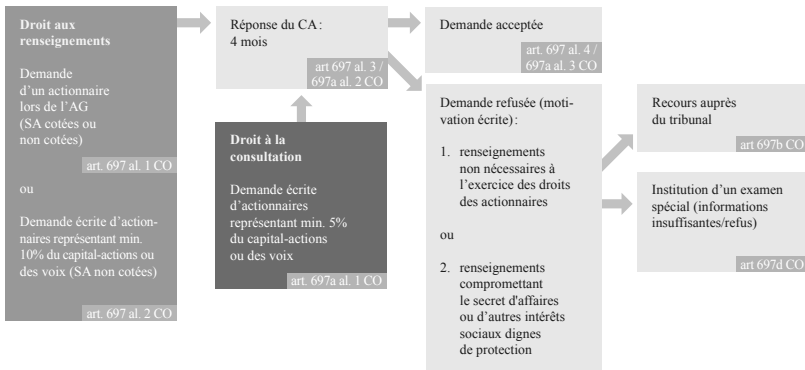 Droit aux
renseignements
Demande
d'un actionnaire
lors de l'AG
(SA cotées ou
non cotées)
art. 697 al. 1 CO
ou
Demande écrite d'action-
naires représentant min.
10% du capital-actions ou
des voix (SA non cotées)
art. 697 al. 2 CO
Réponse du CA:
4 mois
art 697 al. 3 /
697a al. 2 CO
Droit à la
consultation
Demande écrite
d'actionnaires
représentant min. 5%
du capital-actions
ou des voix
art. 697a al. 1 CO
Demande acceptée
art. 697 al. 4 /
697a al. 3 CO
Demande refusée (moti-
vation écrite):
1. renseignements
non nécessaires à
l'exercice des droits
des actionnaires
ou
2. renseignements
compromettant
le secret d'affaires
ou d'autres intérêts
sociaux dignes
de protection
Recours auprès
du tribunal
art 697b CO
Institution d'un examen
spécial (informations
insuffisantes/refus)
art 697d CO